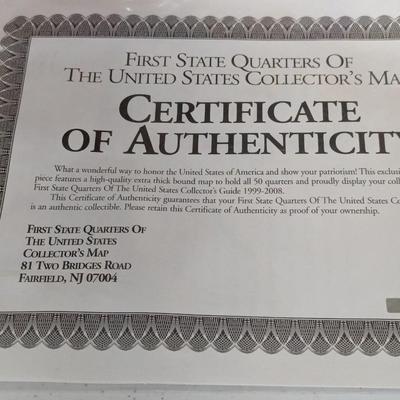 First State Quarters Of
The United States Collector's Ma
Certificate
of Authenticity
What a wonderful way to honor the United States of America and show your patriotism! This exclusi
piece features a high-quality extra thick bound map to hold all 50 quarters and proudly display your colle
First State Quarters Of The United States Collector's Guide 1999-2008.
This Certificate of Authenticity guarantees that your First State Quarters Of The United States Co
is an authentic collectible. Please retain this Certificate of Authenticity as proof of your ownership.
First State Quarters Of
The United States
Collector's Map
81 Two Bridges Road
Fairfield, NJ 07004